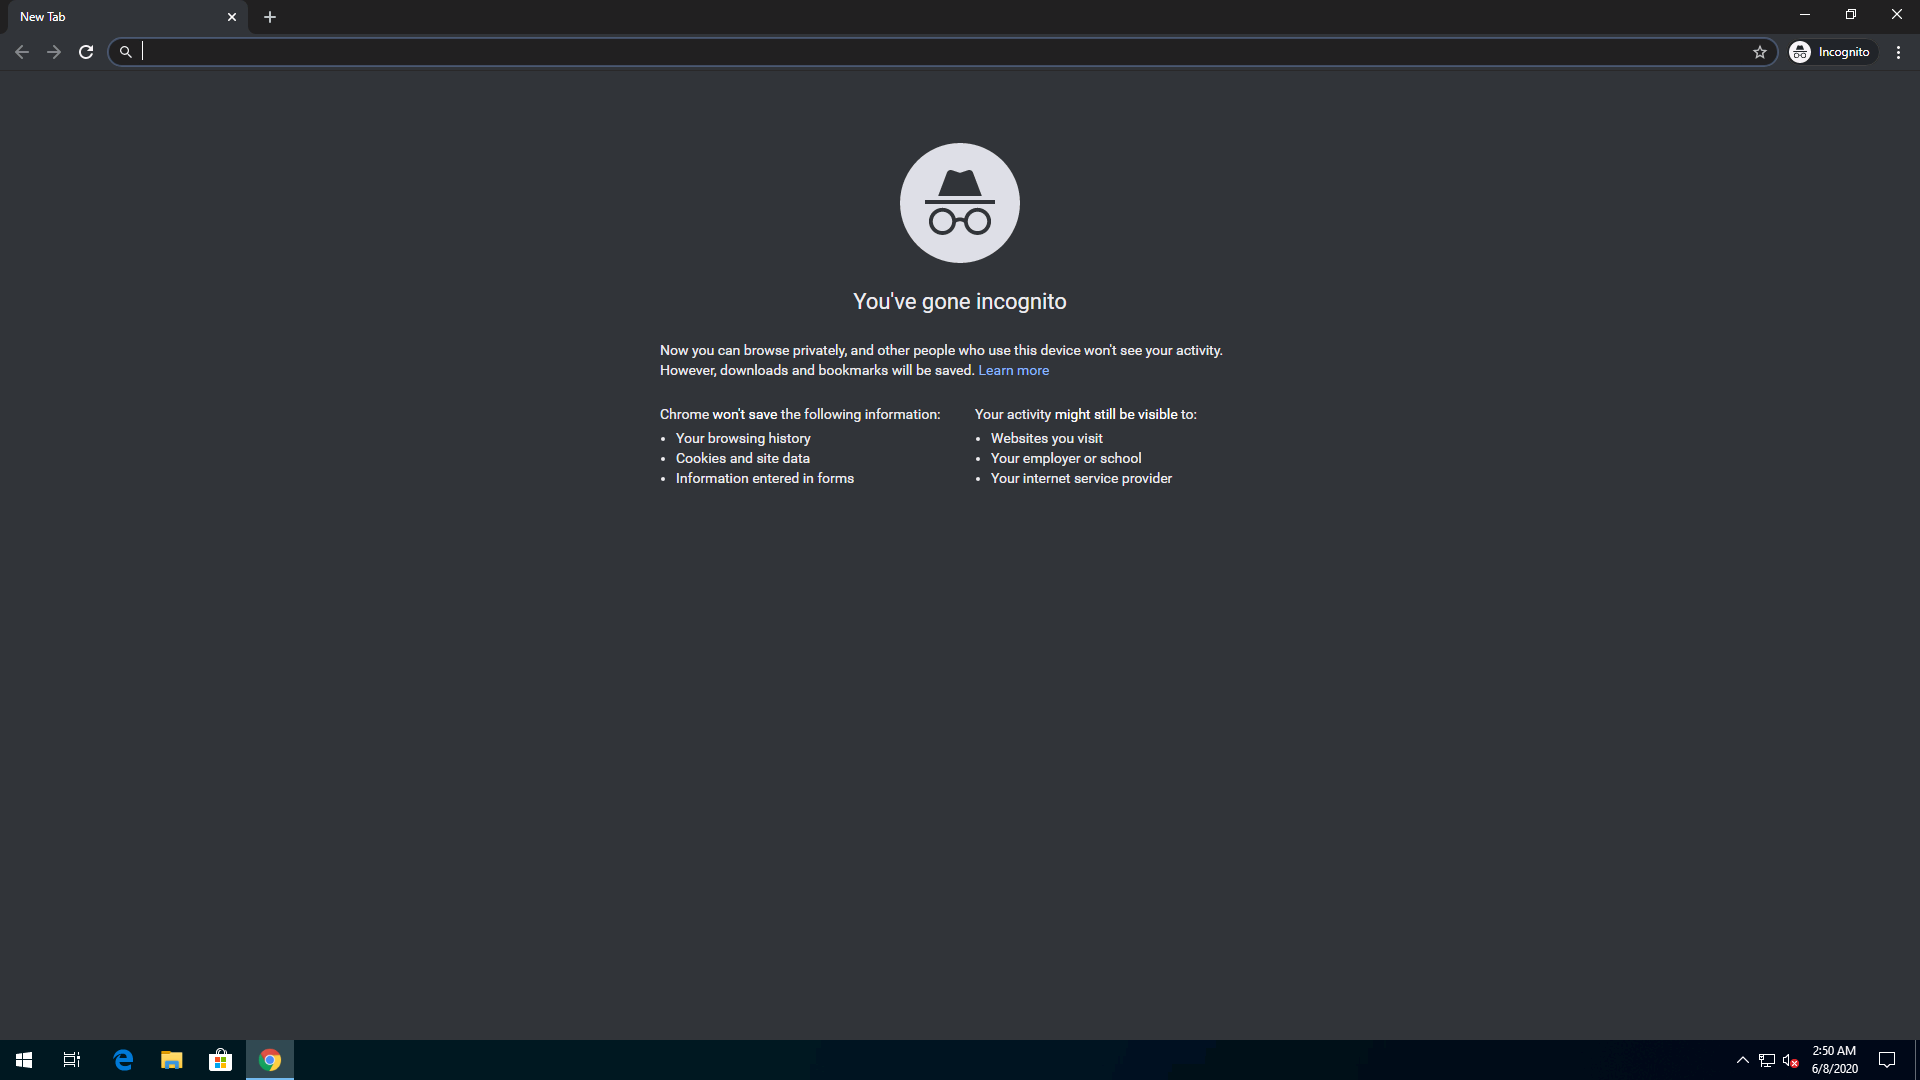 New Tab
Incognito
You've gone incognito
Now you can browse privately, and other people who use this device won't see your activity.
However, downloads and bookmarks will be saved. Learn more
Chrome won't save the following information:
• Your browsing history
• Cookies and site data
• Information entered in forms
Your activity might still be visible to:
• Websites you visit
• Your employer or school
• Your internet service provider
2:50 AM
6/8/2020